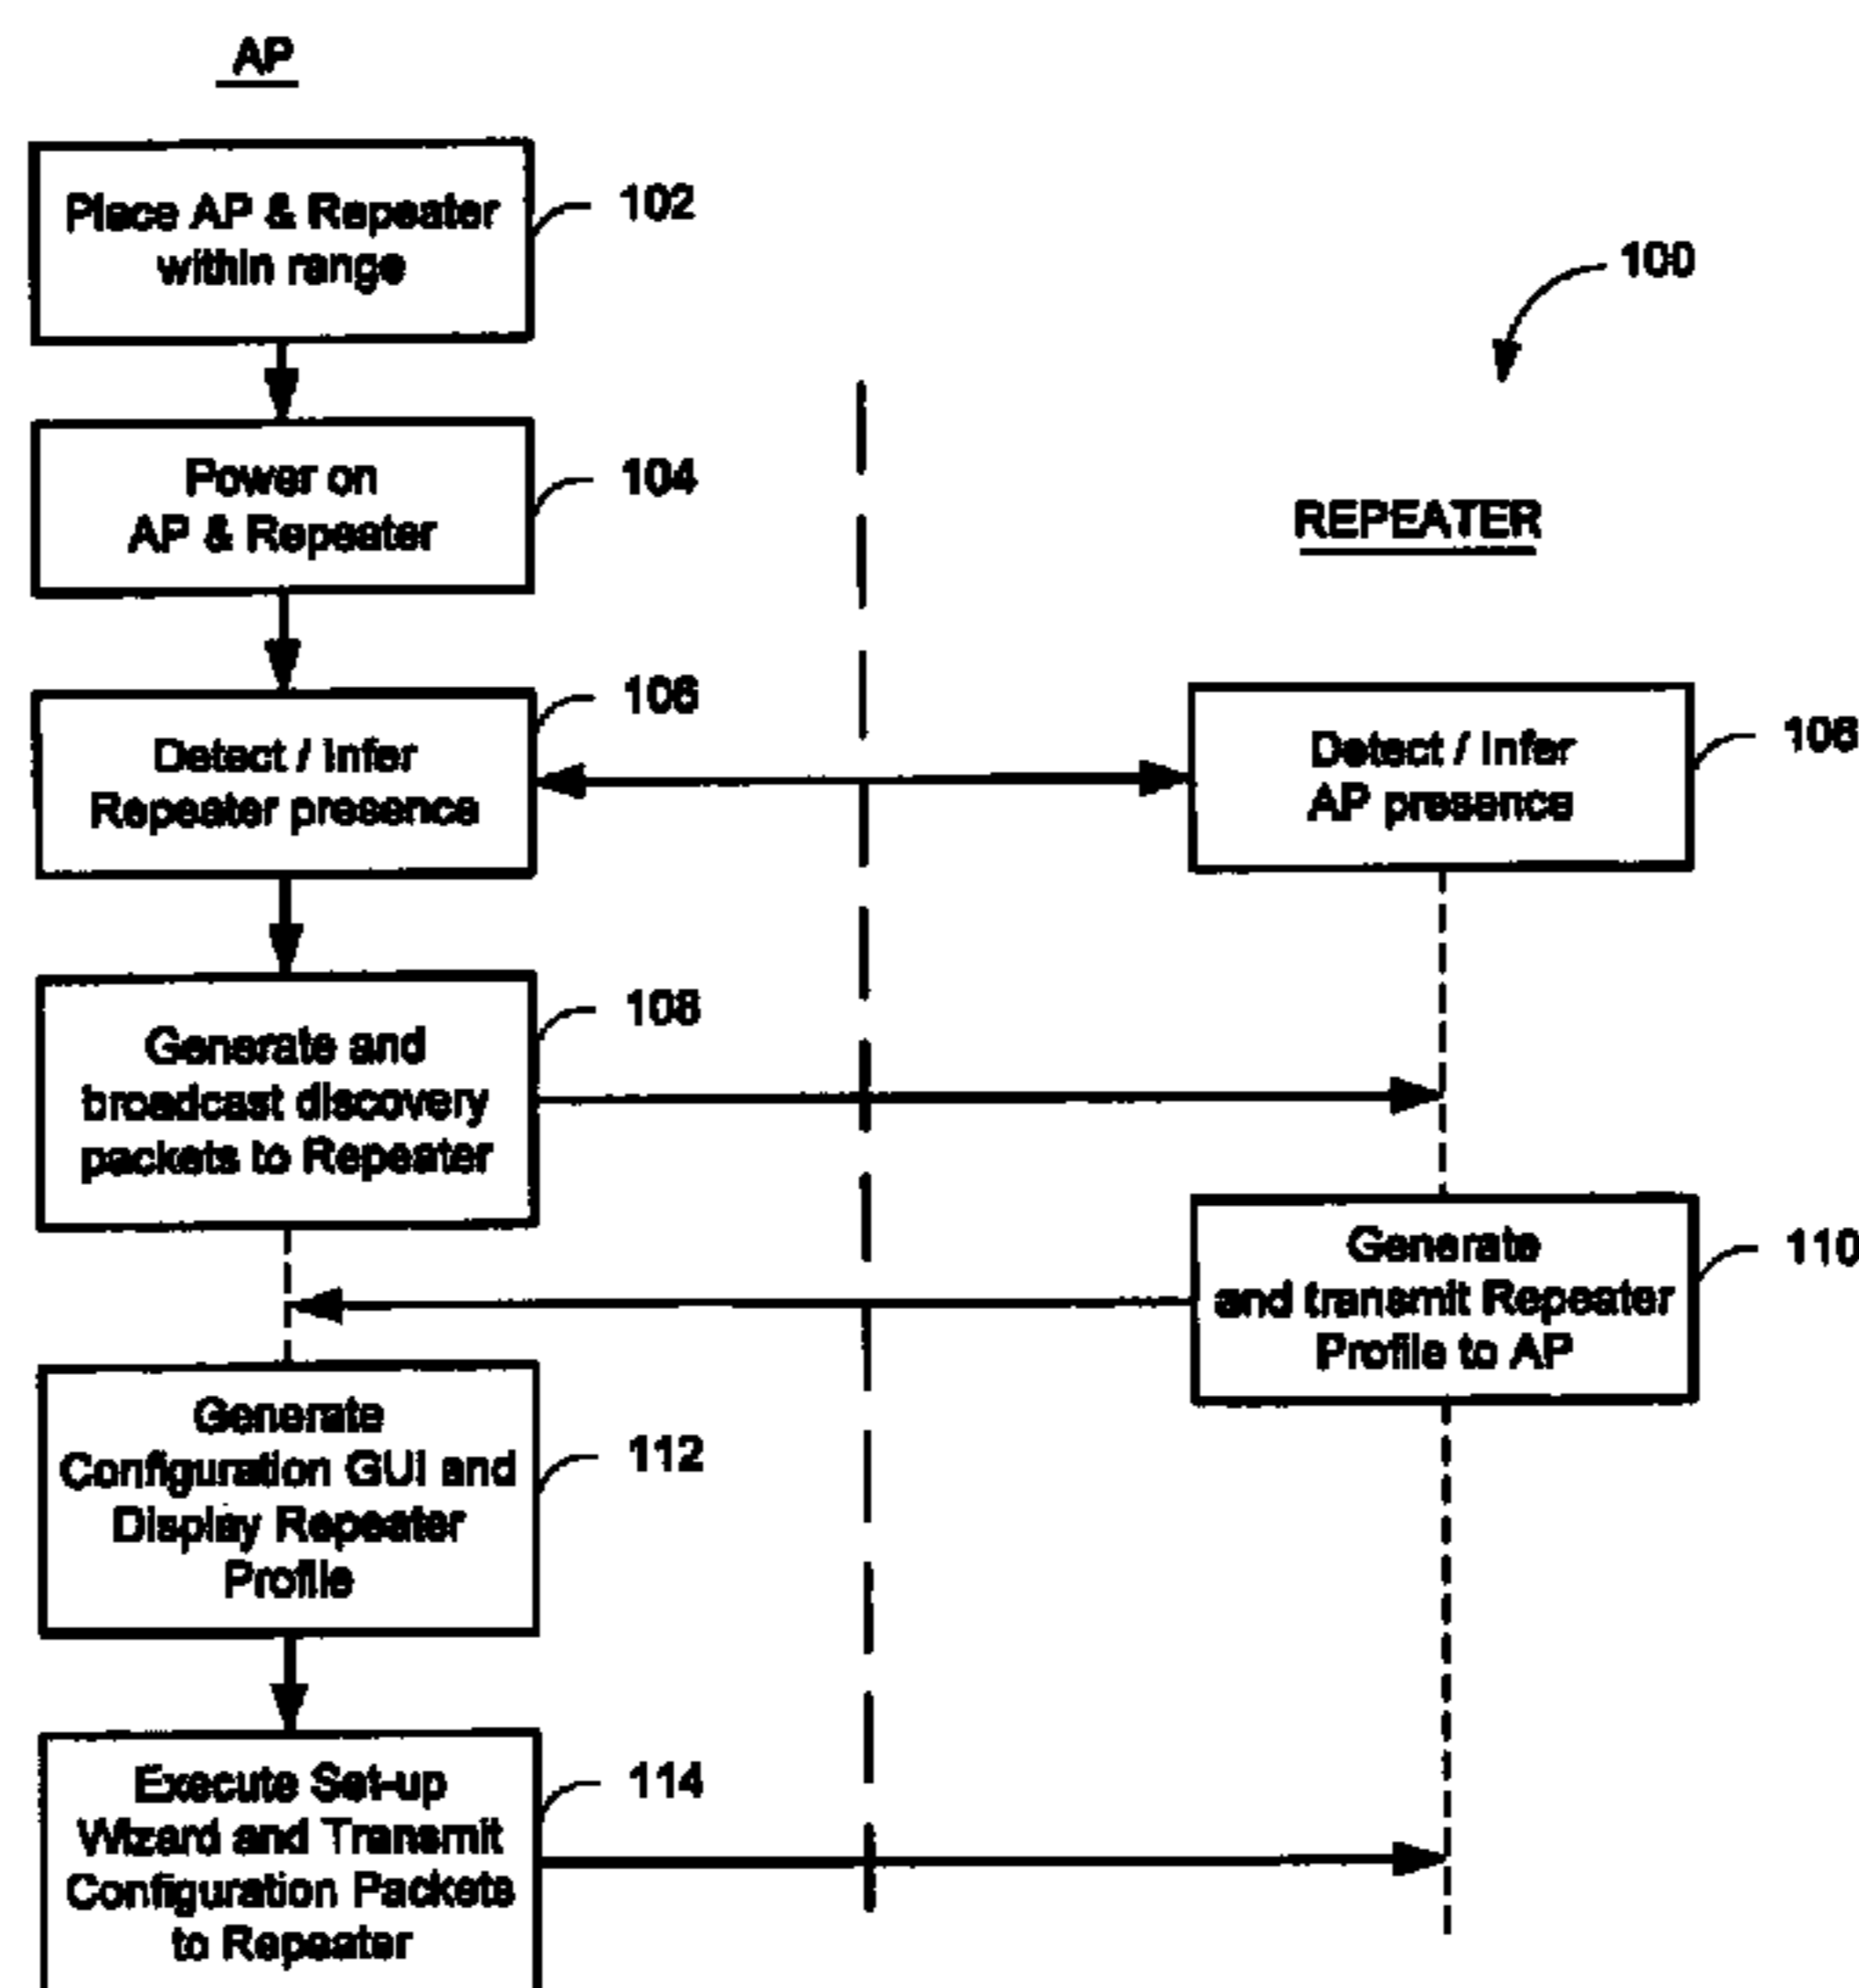 AP
Place AP & Repeater
within range
102
100
Power on
AP & Repeater
104
REPEATER
Detect / Infer
Repeater presence
106
Detect / Infer
AP presence
106
Generate and
broadcast discovery
packets to Repeater
108
Generate
and transmit Repeater
Profile to AP
110
Generate
Configuration GUI and
Display Repeater
Profile
112
Execute Set-up
Wizard and Transmit
Configuration Packets
to Repeater
114